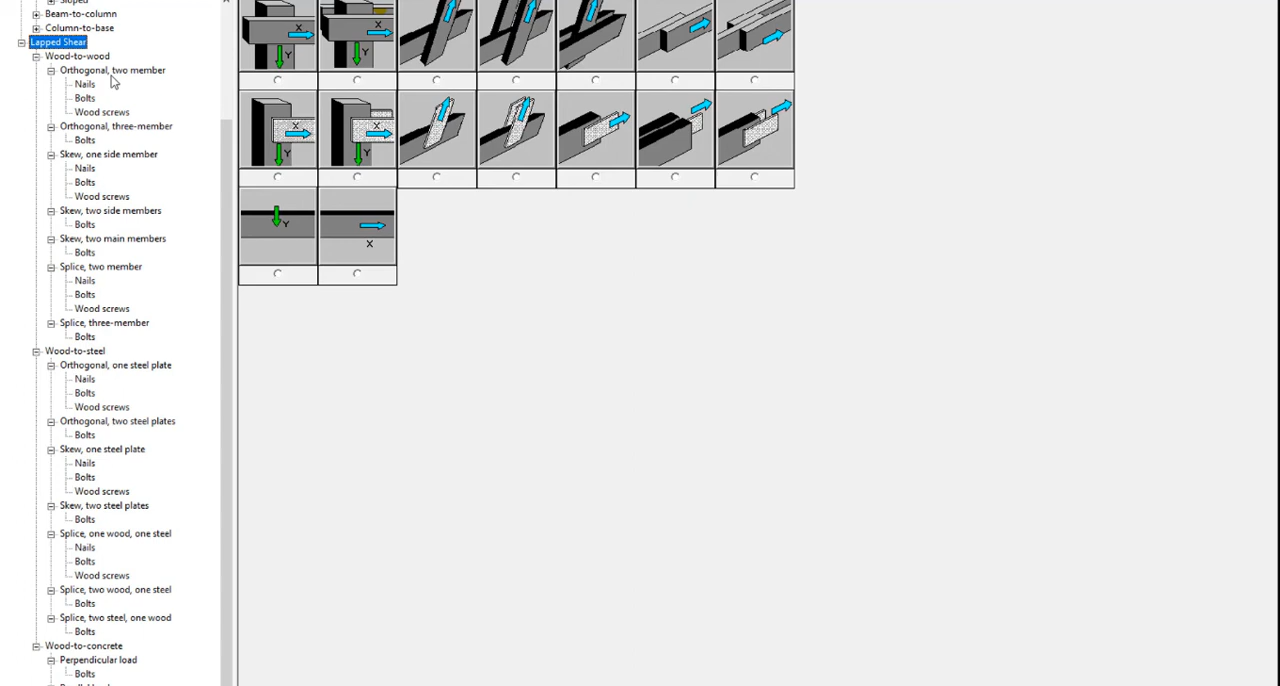 Sloped
Beam-to-column
Column-to-base
Lapped Shear
Wood-to-wood
Orthogonal, two member
Nails
Bolts
Wood screws
Orthogonal, three-member
Bolts
Skew, one side member
Nails
Bolts
Wood screws
Skew, two side members
Bolts
Skew, two main members
Bolts
Splice, two member
Nails
Bolts
Wood screws
Splice, three-member
Bolts
Wood-to-steel
Orthogonal, one steel plate
Nails
Bolts
Wood screws
Orthogonal, two steel plates
Bolts
Skew, one steel plate
Nails
Bolts
Wood screws
Skew, two steel plates
Bolts
Splice, one wood, one steel
Nails
Bolts
Wood screws
Splice, two wood, one steel
Bolts
Splice, two steel, one wood
Bolts
Wood-to-concrete
Perpendicular load
Bolts
X
Y
X
Y
X
Y
X
Y
Y
X